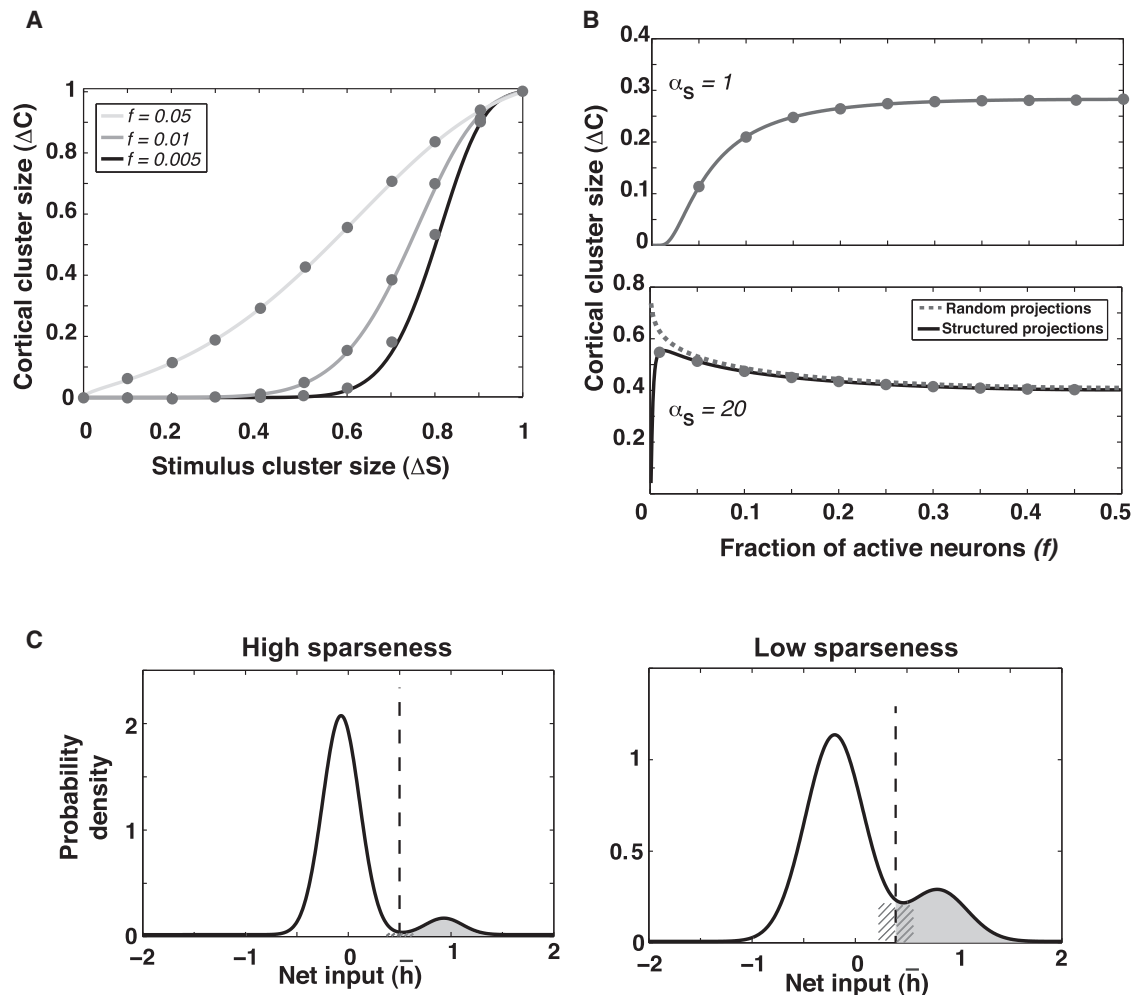 A
1
0.8
0.6
0.4
0.2
0
f = 0.05
f = 0.01
f = 0.005
Cortical cluster size (ΔC)
0 0.2 0.4 0.6 0.8 1
Stimulus cluster size (ΔS)
B
0.4
0.3
0.2
0.1
0
αS = 1
Cortical cluster size (ΔC)
0.8
0.6
0.4
0.2
Random projections
Structured projections
αS = 20
0 0.1 0.2 0.3 0.4 0.5
Fraction of active neurons (f)
C
High sparseness
2
1
0
Probability
density
−2 −1 0 1 2
Net input (h̄)
Low sparseness
1
0.5
0
−2 −1 0 1 2
Net input (h̄)